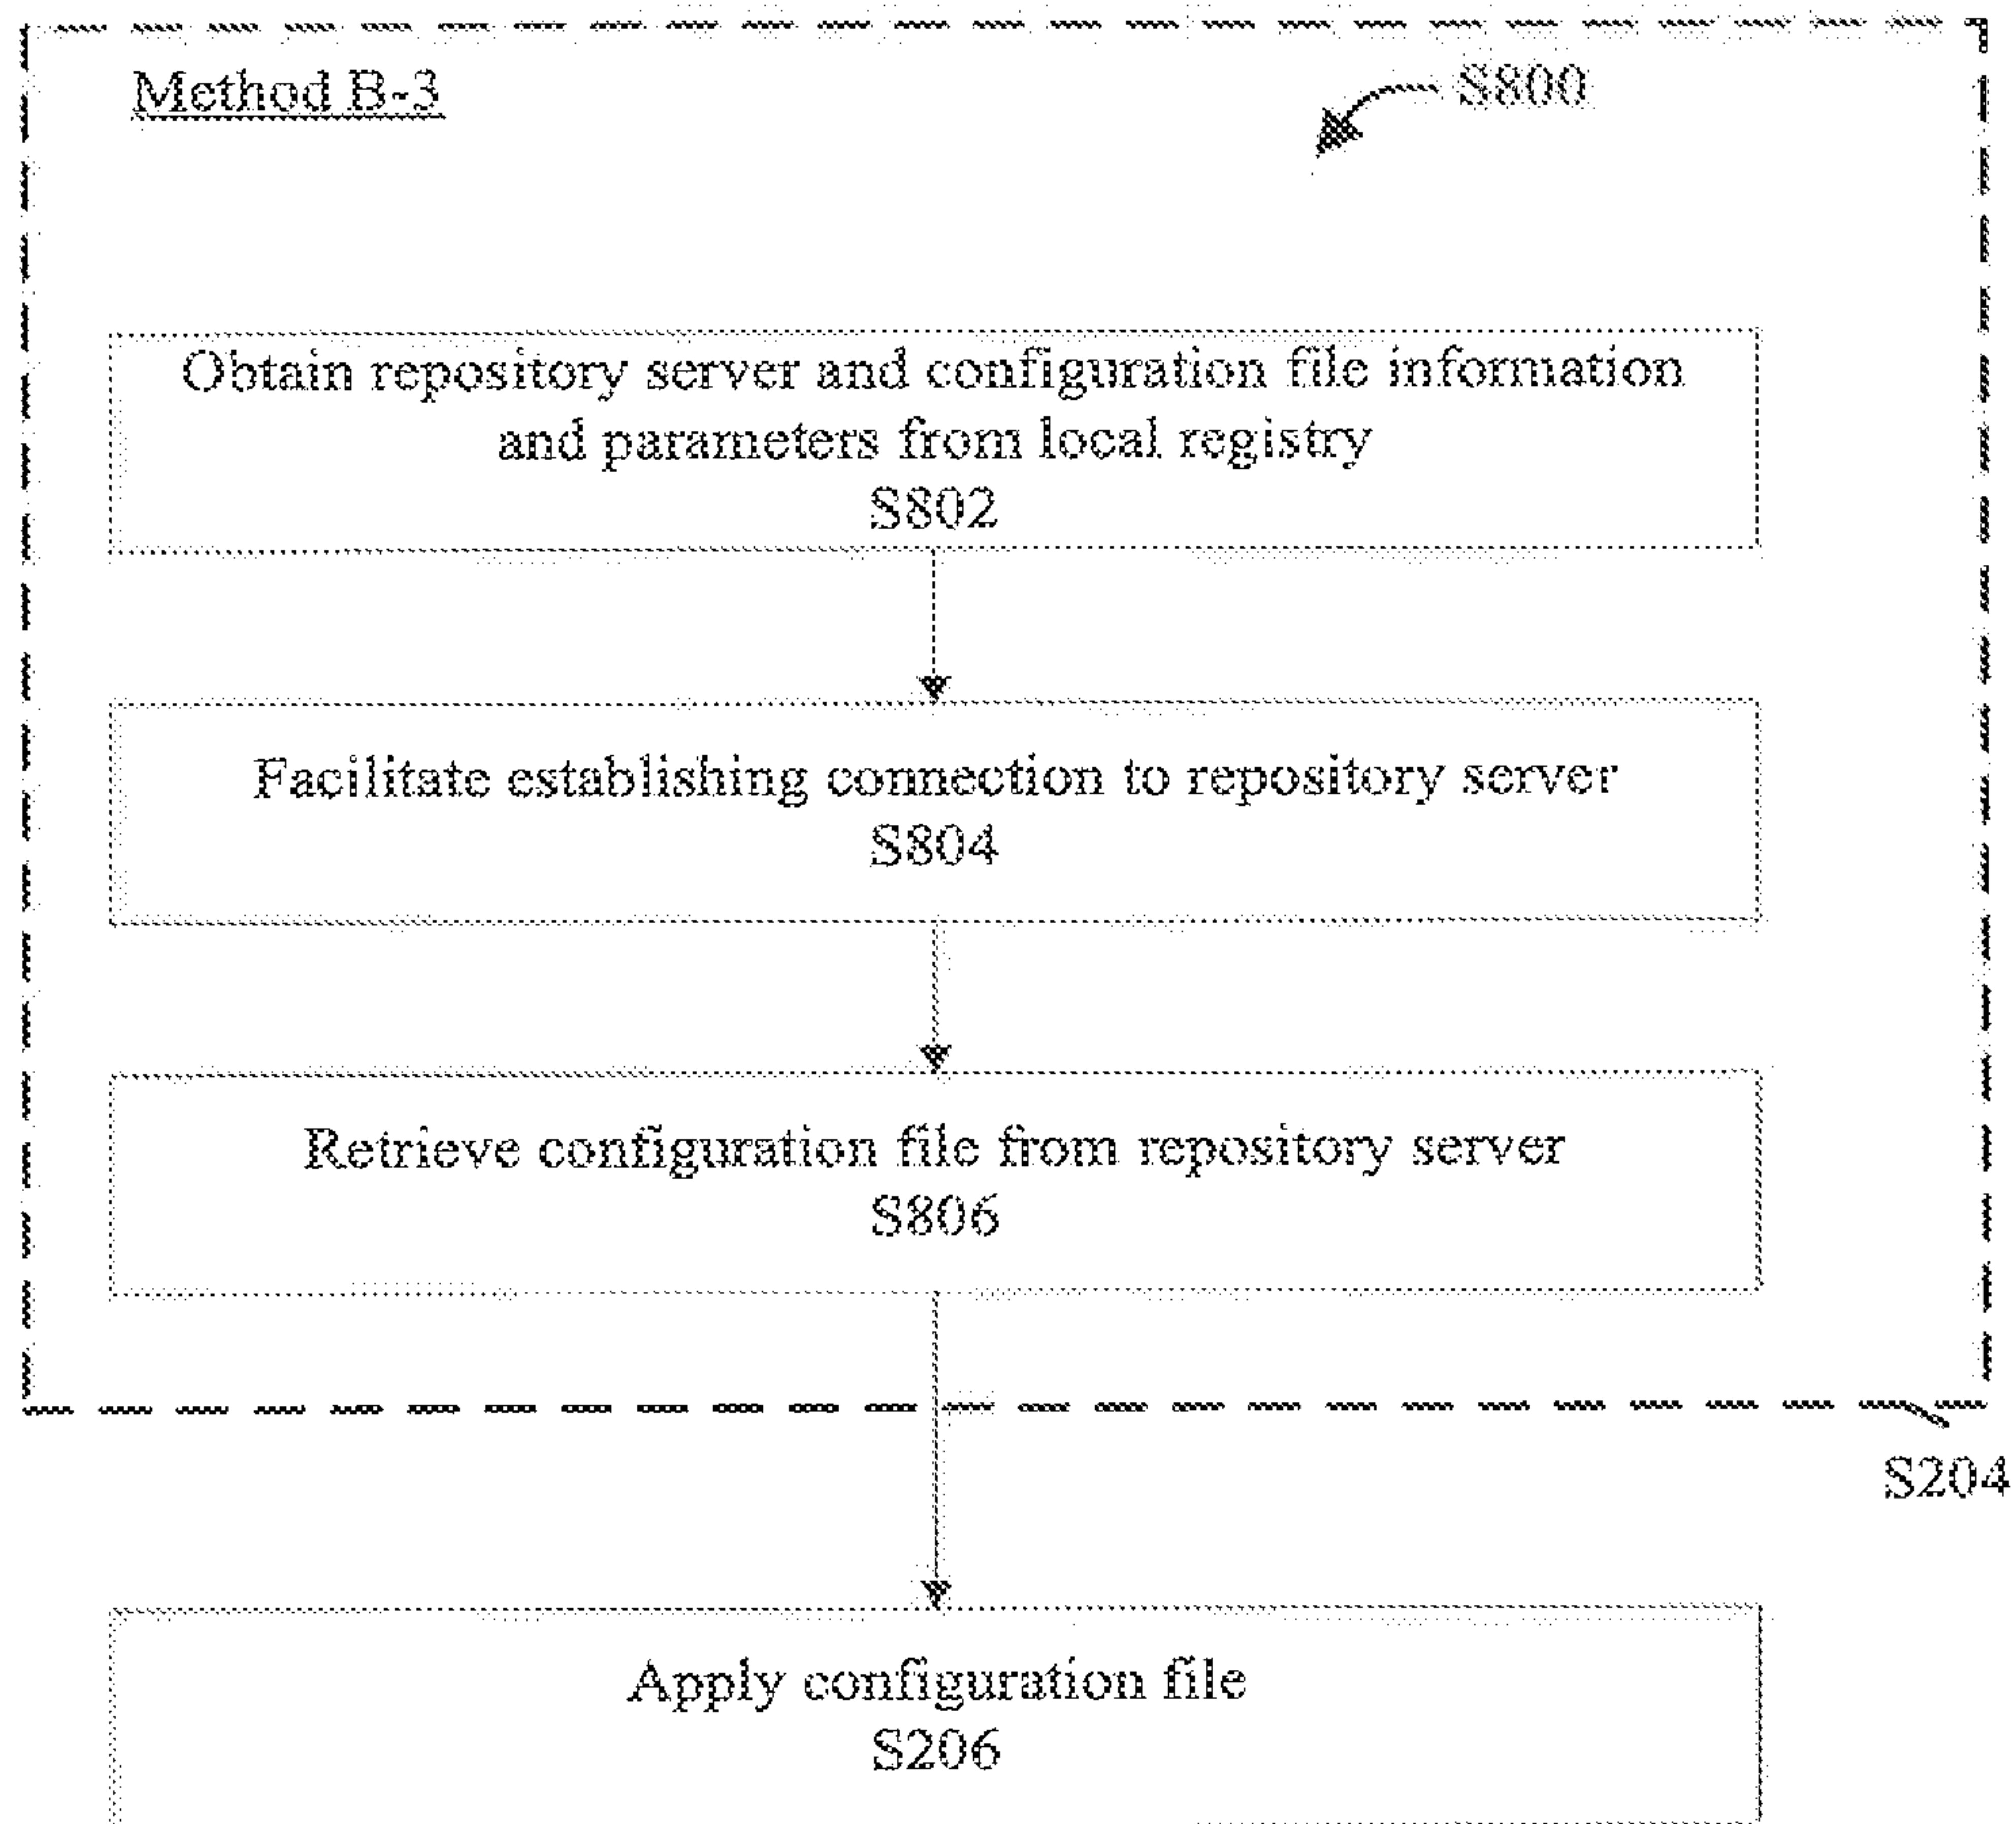 Method B-3
S800
Obtain repository server and configuration file information
and parameters from local registry
S802
Facilitate establishing connection to repository server
S804
Retrieve configuration file from repository server
S806
S204
Apply configuration file
S206